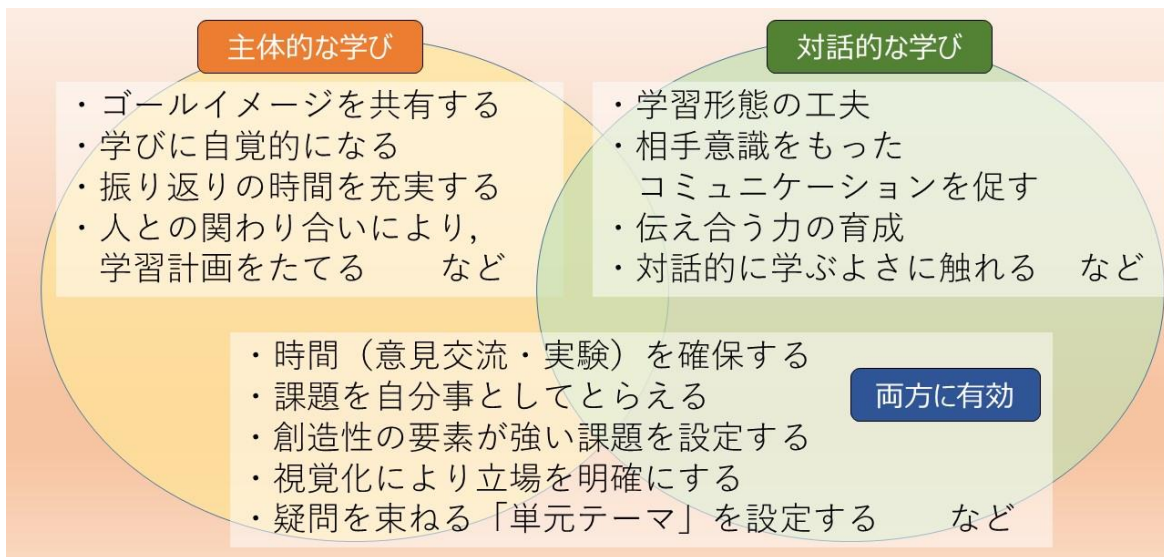 主体的な学び
・ゴールイメージを共有する
・学びに自覚的になる
・振り返りの時間を充実する
・人との関わり合いにより,
学習計画をたてる　　など
対話的な学び
・学習形態の工夫
・相手意識をもった
コミュニケーションを促す
・伝え合う力の育成
・対話的に学ぶよさに触れる　など
両方に有効
・時間（意見交流・実験）を確保する
・課題を自分事としてとらえる
・創造性の要素が強い課題を設定する
・視覚化により立場を明確にする
・疑問を束ねる「単元テーマ」を設定する　　など